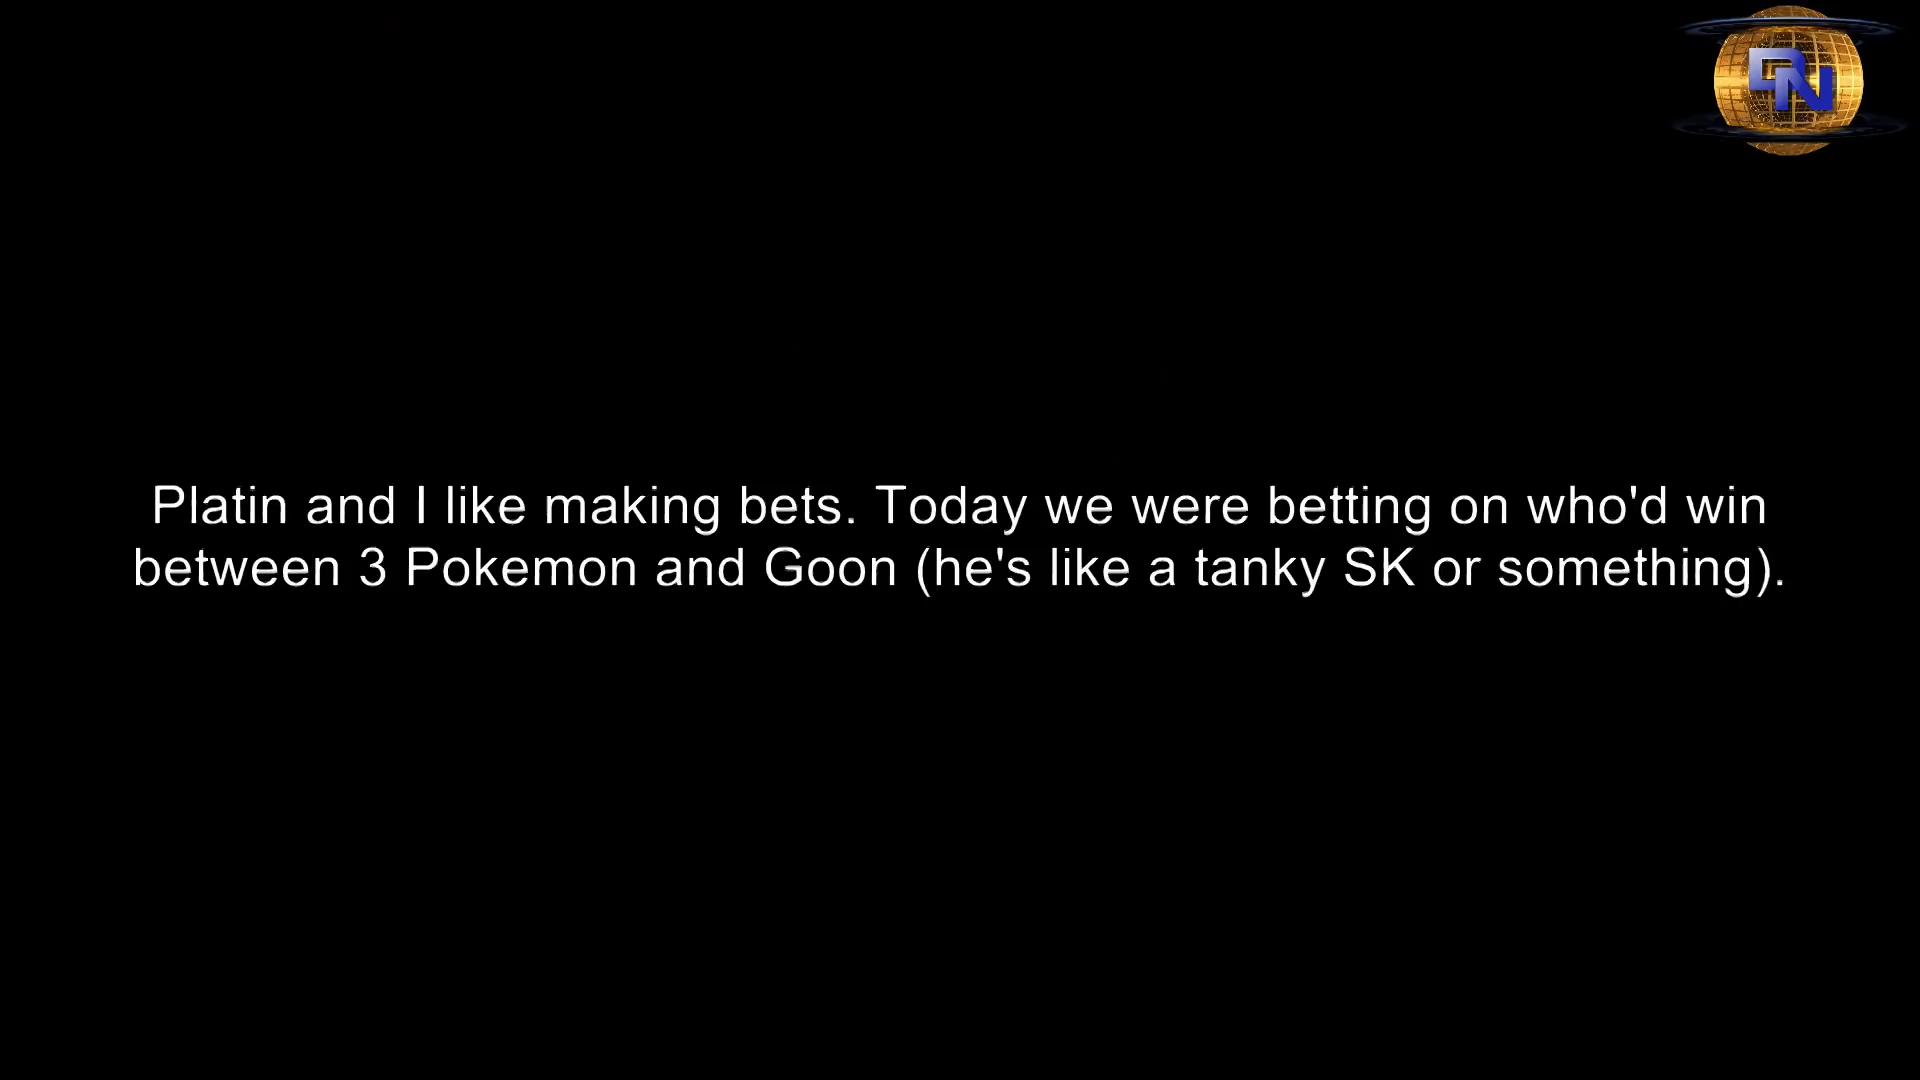 DN
Platin and I like making bets. Today we were betting on who'd win
between 3 Pokemon and Goon (he's like a tanky SK or something).